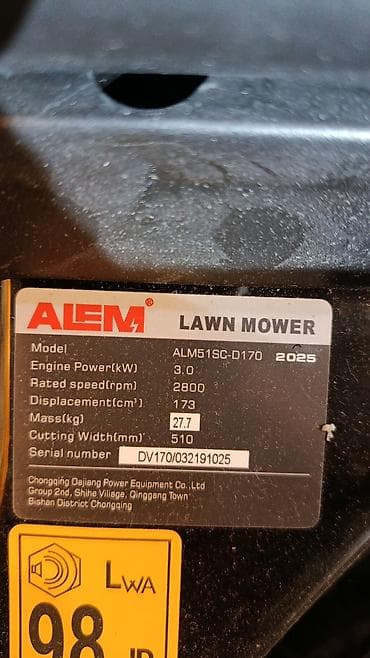 ALEM® LAWN MOWER
Model ALM51SC-D170 2025
Engine Power(kW) 3.0
Rated speed(rpm) 2800
Displacement(cm³) 173
Mass(kg) 27.7
Cutting Width(mm) 510
Serial number DV170/032191025
Chongqing Dajiang Power Equipment Co.,Ltd
Group 2nd, Shihe Village, Qinggang Town
Bishan District Chongqing
LWA
98